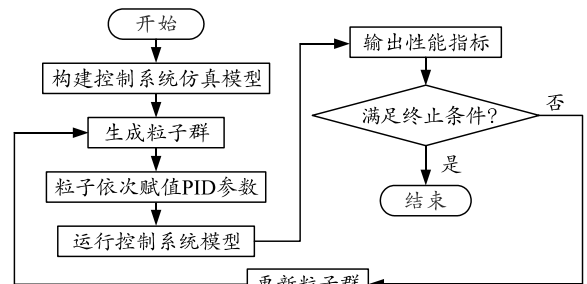 开始
构建控制系统仿真模型
生成粒子群
粒子依次赋值PID参数
运行控制系统模型
输出性能指标
满足终止条件?
否
是
结束
更新粒子群